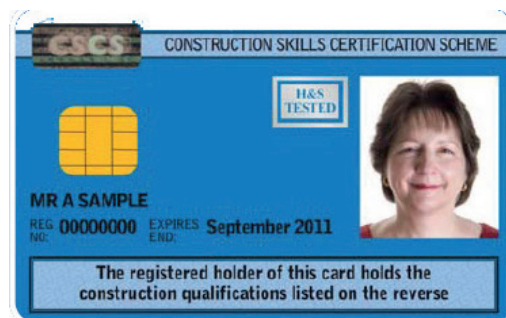 CSCS
CONSTRUCTION SKILLS CERTIFICATION SCHEME
H&S
TESTED
MR A SAMPLE
REG. NO: 00000000 EXPIRES END: September 2011
The registered holder of this card holds the
construction qualifications listed on the reverse